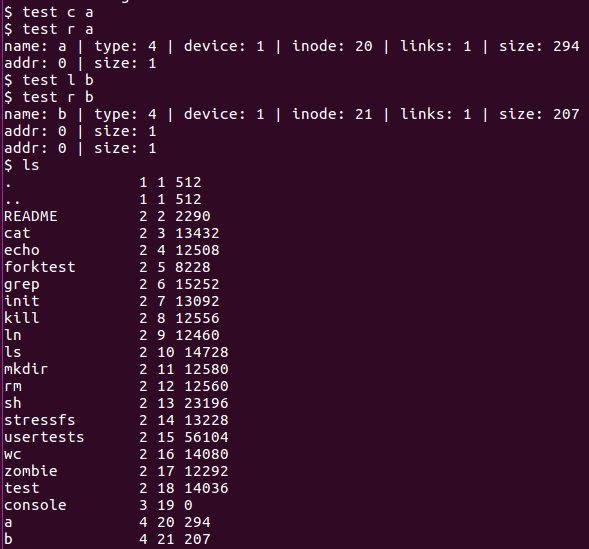 $ test c a
$ test r a
name: a | type: 4 | device: 1 | inode: 20 | links: 1 | size: 294
addr: 0 | size: 1
$ test l b
$ test r b
name: b | type: 4 | device: 1 | inode: 21 | links: 1 | size: 207
addr: 0 | size: 1
addr: 0 | size: 1
$ ls
.              1 1 512
..             1 1 512
README         2 2 2290
cat            2 3 13432
echo           2 4 12508
forktest       2 5 8228
grep           2 6 15252
init           2 7 13092
kill           2 8 12556
ln             2 9 12460
ls             2 10 14728
mkdir          2 11 12580
rm             2 12 12560
sh             2 13 23196
stressfs       2 14 13228
usertests      2 15 56104
wc             2 16 14080
zombie         2 17 12292
test           2 18 14036
console        3 19 0
a              4 20 294
b              4 21 207